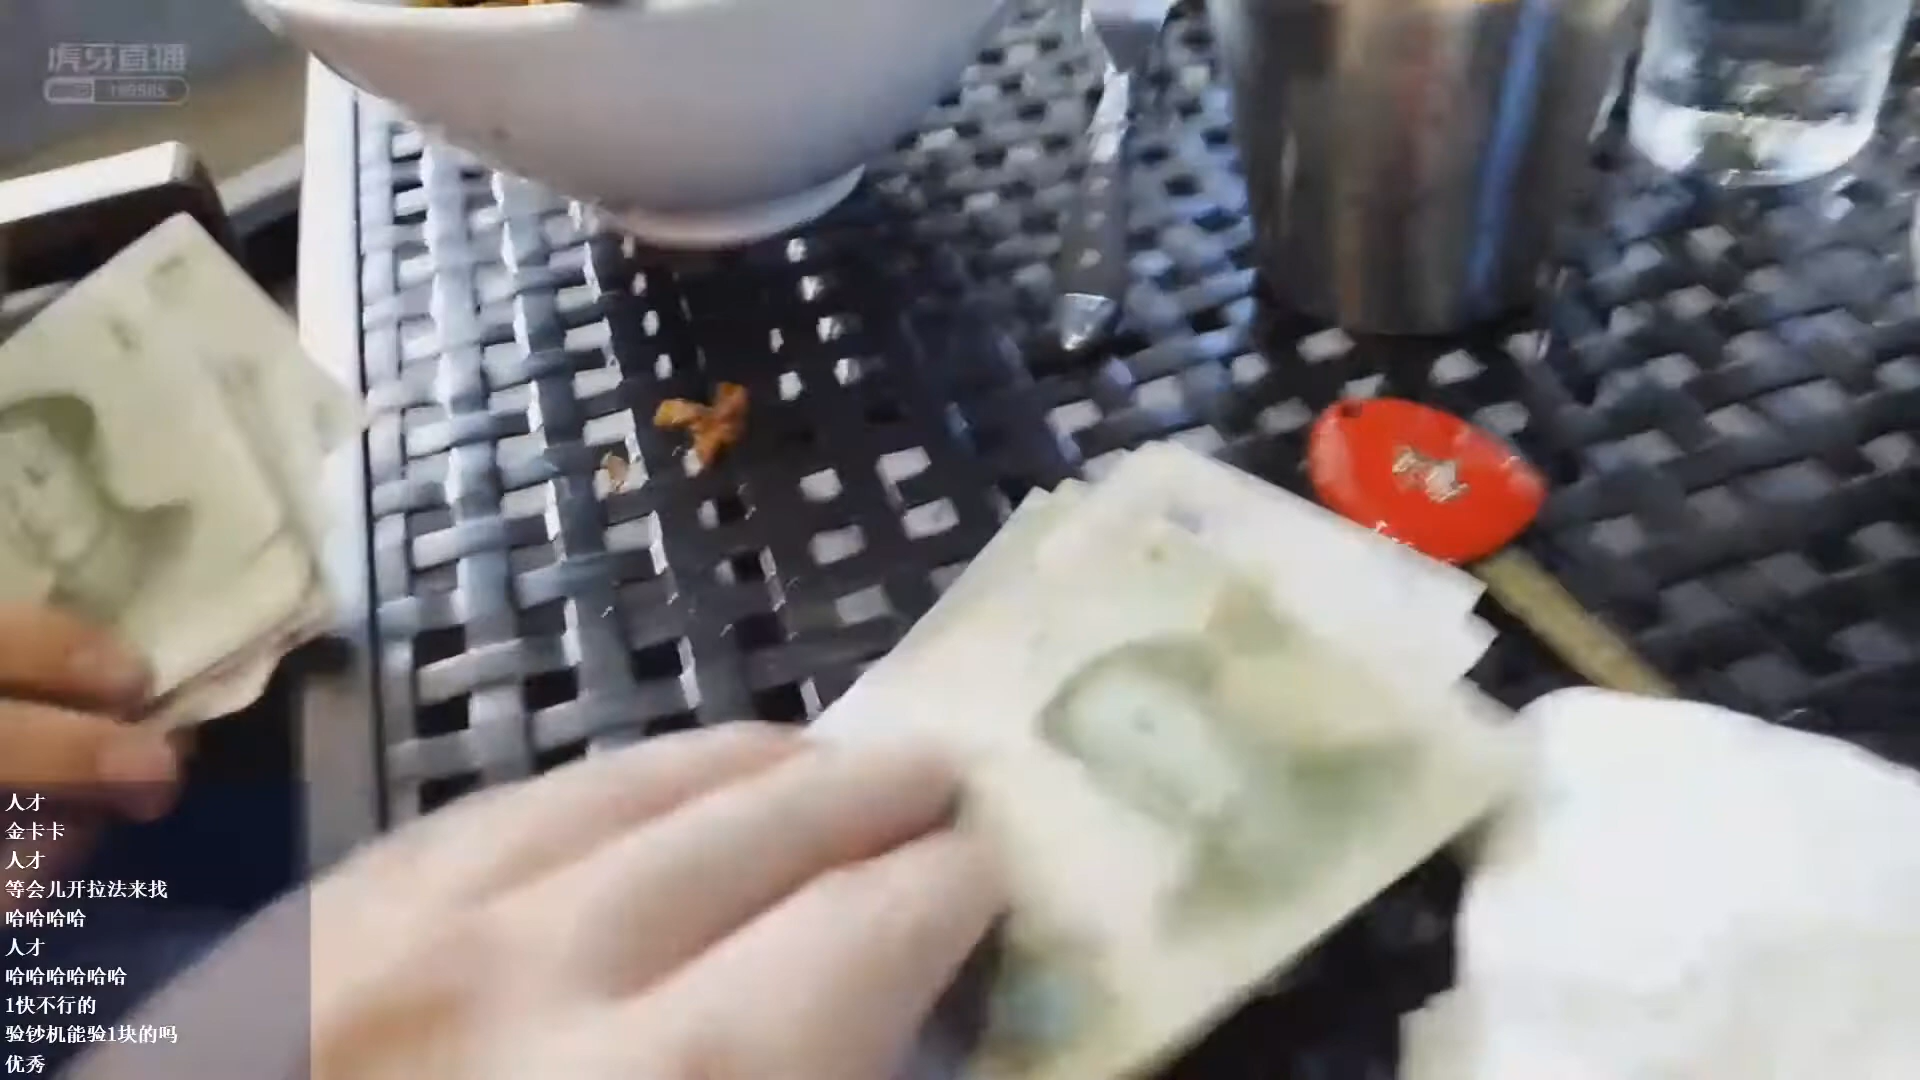 虎牙直播
人才
金卡卡
人才
等会儿开拉法来找
哈哈哈哈
人才
哈哈哈哈哈哈
1快不行的
验钞机能验1块的吗
优秀